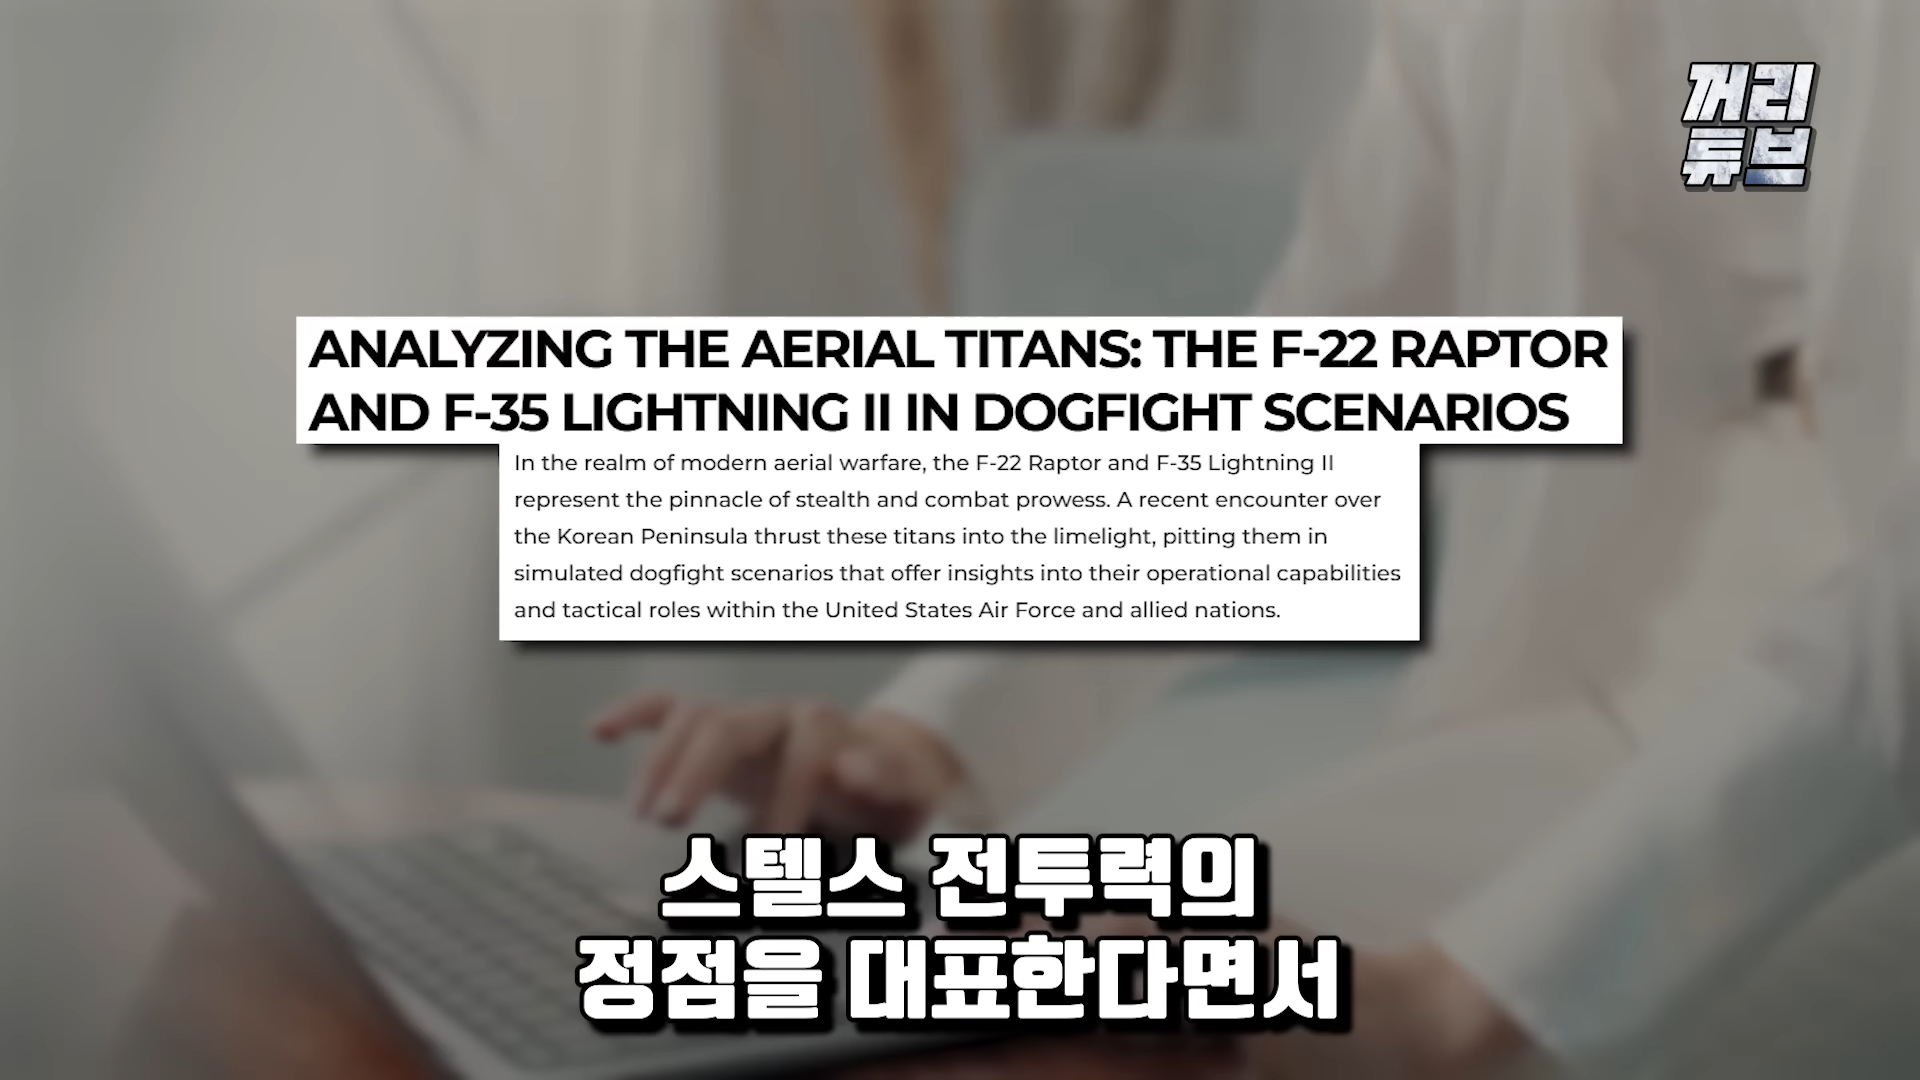 꺼리
튜브
ANALYZING THE AERIAL TITANS: THE F-22 RAPTOR
AND F-35 LIGHTNING II IN DOGFIGHT SCENARIOS
In the realm of modern aerial warfare, the F-22 Raptor and F-35 Lightning II
represent the pinnacle of stealth and combat prowess. A recent encounter over
the Korean Peninsula thrust these titans into the limelight, pitting them in
simulated dogfight scenarios that offer insights into their operational capabilities
and tactical roles within the United States Air Force and allied nations.
스텔스 전투력의
정점을 대표한다면서